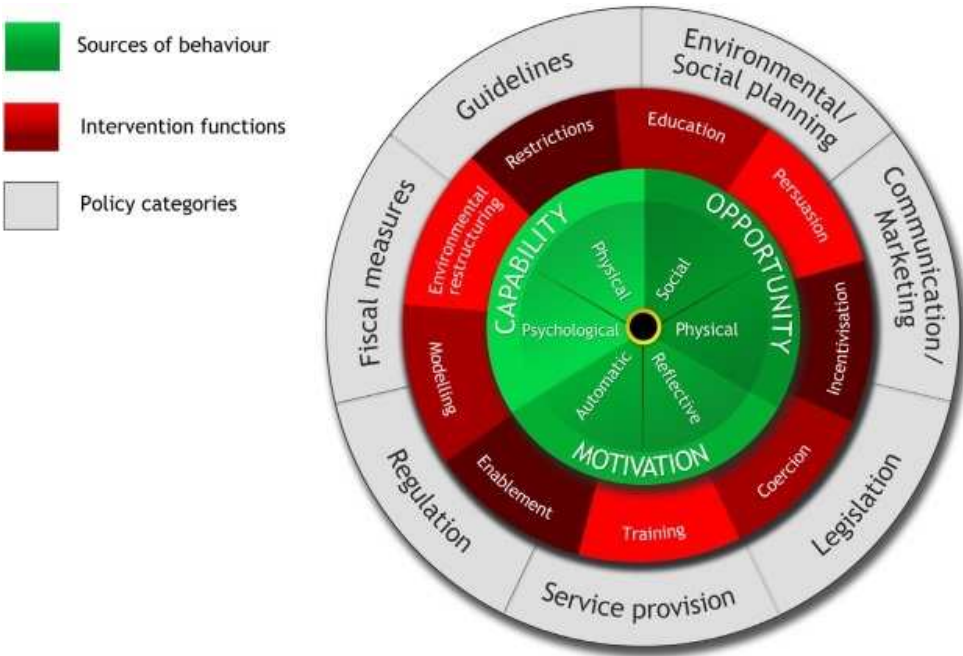 Sources of behaviour
Intervention functions
Policy categories
Guidelines
Environmental/
Social planning
Communication/
Marketing
Legislation
Service provision
Regulation
Fiscal measures
Restrictions
Education
Persuasion
Incentivisation
Coercion
Training
Enablement
Modelling
Environmental
restructuring
CAPABILITY
Physical
Psychological
OPPORTUNITY
Social
Physical
MOTIVATION
Automatic
Reflective